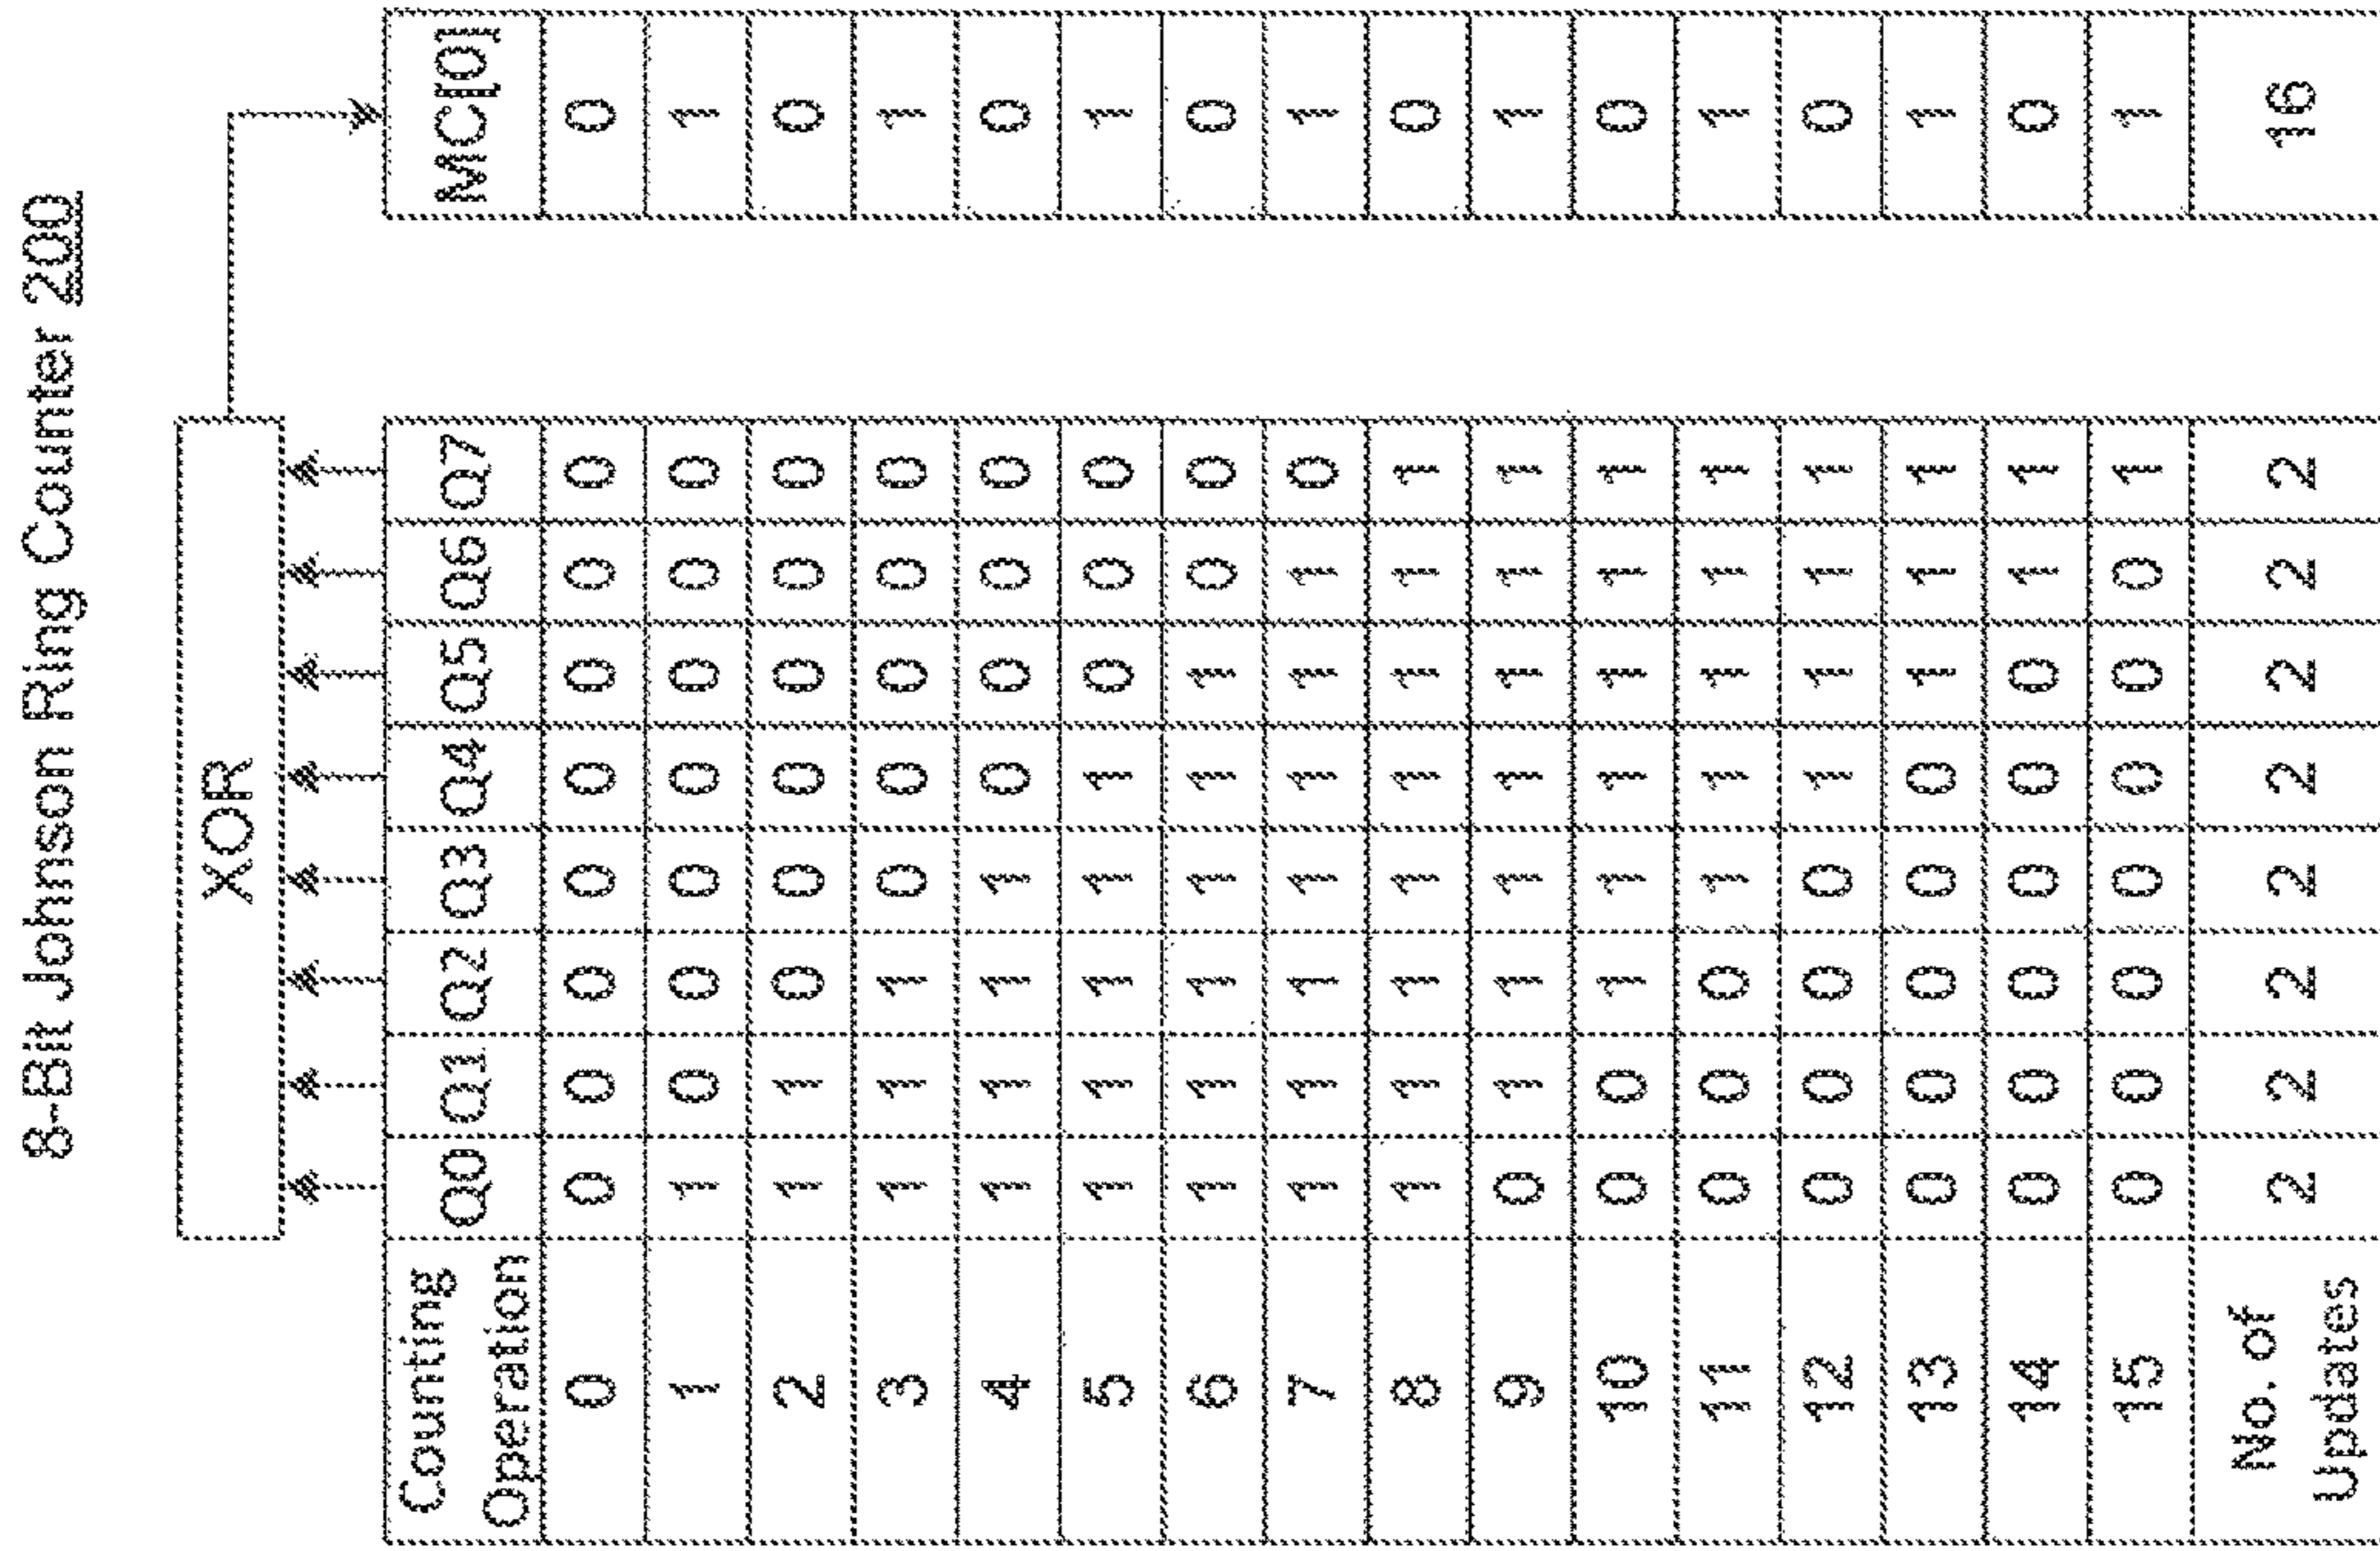 8-Bit Johnson Ring Counter 200
XOR
Counting Operation Q0 Q1 Q2 Q3 Q4 Q5 Q6 Q7 MC[0]
0 0 0 0 0 0 0 0 0 0
1 1 0 0 0 0 0 0 0 1
2 1 1 0 0 0 0 0 0 0
3 1 1 1 0 0 0 0 0 1
4 1 1 1 1 0 0 0 0 0
5 1 1 1 1 1 0 0 0 1
6 1 1 1 1 1 1 0 0 0
7 1 1 1 1 1 1 1 0 1
8 1 1 1 1 1 1 1 1 0
9 0 1 1 1 1 1 1 1 1
10 0 0 1 1 1 1 1 1 0
11 0 0 0 1 1 1 1 1 1
12 0 0 0 0 1 1 1 1 0
13 0 0 0 0 0 1 1 1 1
14 0 0 0 0 0 0 1 1 0
15 0 0 0 0 0 0 0 1 1
No. of Updates 2 2 2 2 2 2 2 2 16